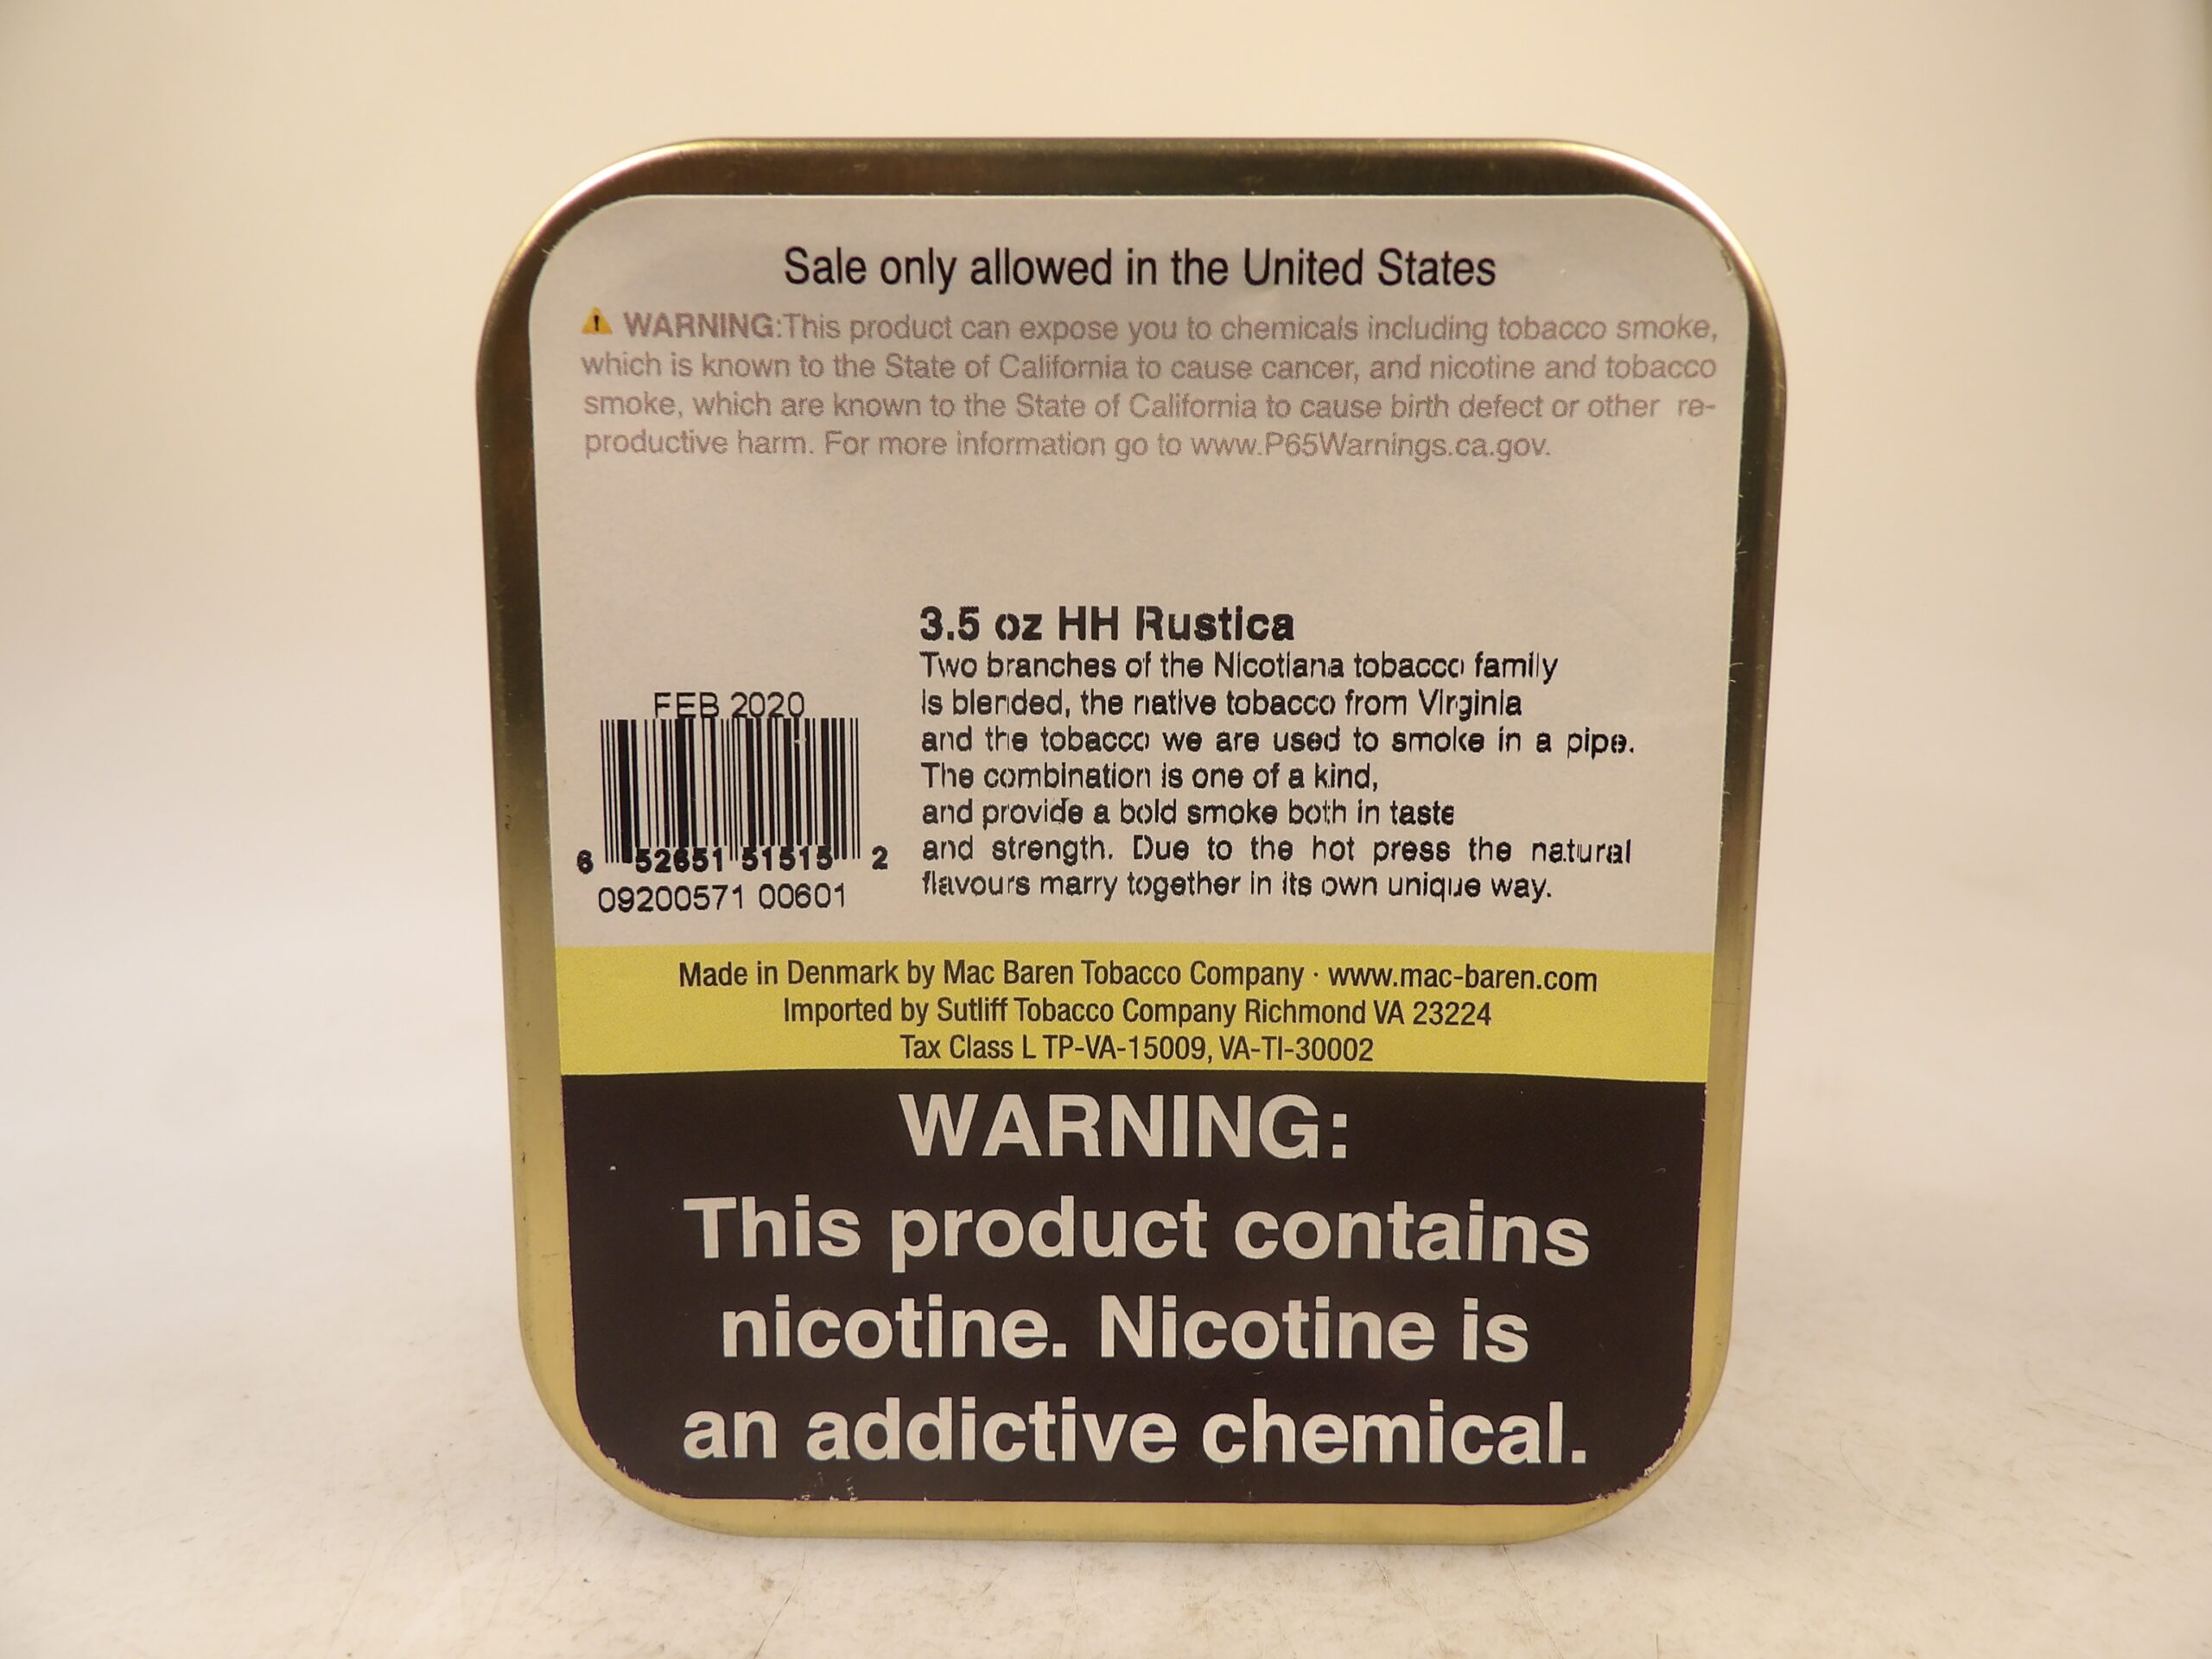 Sale only allowed in the United States
WARNING:This product can expose you to chemicals including tobacco smoke,
which is known to the State of California to cause cancer, and nicotine and tobacco
smoke, which are known to the State of California to cause birth defect or other re-
productive harm. For more information go to www.P65Warnings.ca.gov.
3.5 oz HH Rustica
Two branches of the Nicotiana tobacco family
is blended, the native tobacco from Virginia
and the tobacco we are used to smoke in a pipe.
The combination is one of a kind,
and provide a bold smoke both in taste
and strength. Due to the hot press the natural
flavours marry together in its own unique way.
FEB 2020
6 52651 51515 2
09200571 00601
Made in Denmark by Mac Baren Tobacco Company · www.mac-baren.com
Imported by Sutliff Tobacco Company Richmond VA 23224
Tax Class L TP-VA-15009, VA-TI-30002
WARNING:
This product contains
nicotine. Nicotine is
an addictive chemical.